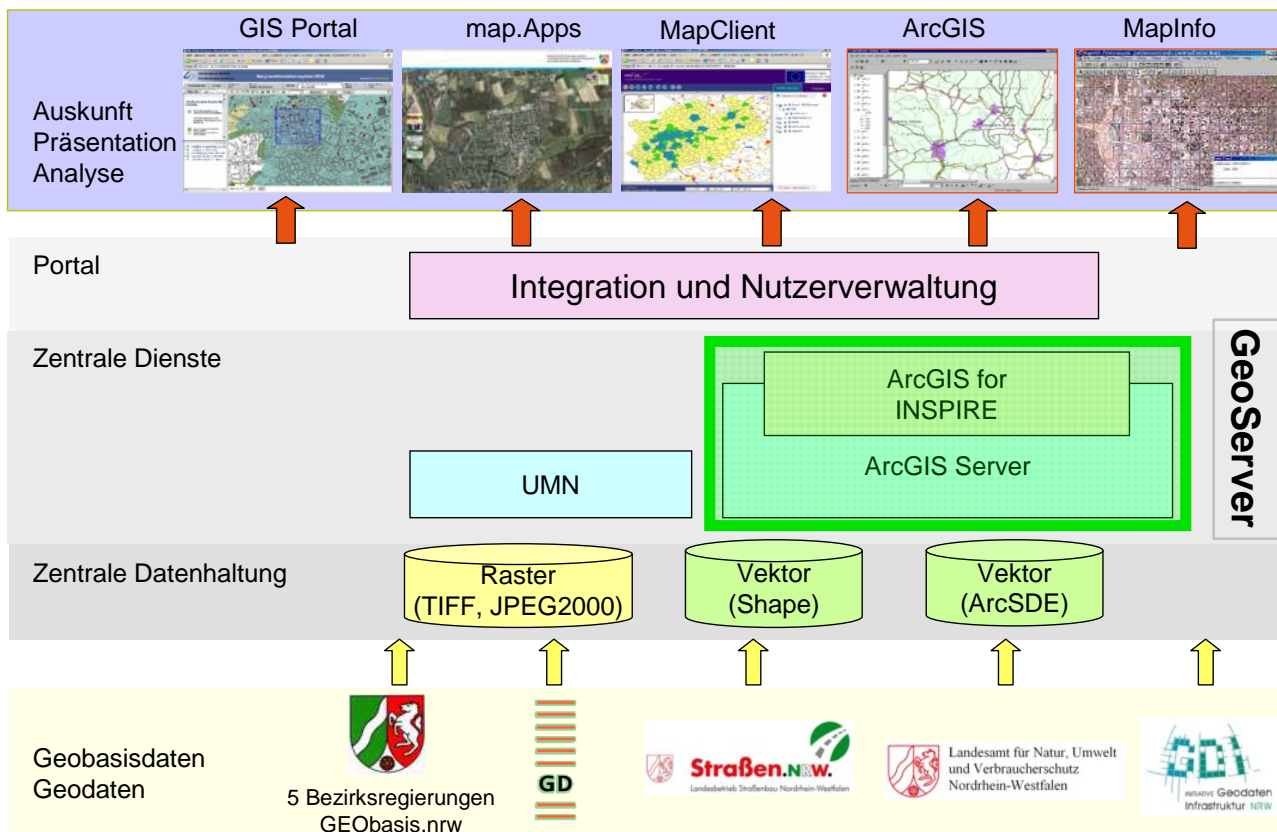 GIS Portal
map.Apps
MapClient
ArcGIS
MapInfo
Auskunft
Präsentation
Analyse
Portal
Integration und Nutzerverwaltung
Zentrale Dienste
ArcGIS for
INSPIRE
ArcGIS Server
UMN
GeoServer
Zentrale Datenhaltung
Raster
(TIFF, JPEG2000)
Vektor
(Shape)
Vektor
(ArcSDE)
Geobasisdaten
Geodaten
5 Bezirksregierungen
GEObasis.nrw
GD
Straßen.NRW.
Landesbetrieb Straßenbau Nordrhein-Westfalen
Landesamt für Natur, Umwelt
und Verbraucherschutz
Nordrhein-Westfalen
GDI
INITIATIVE Geodaten
Infrastruktur NRW